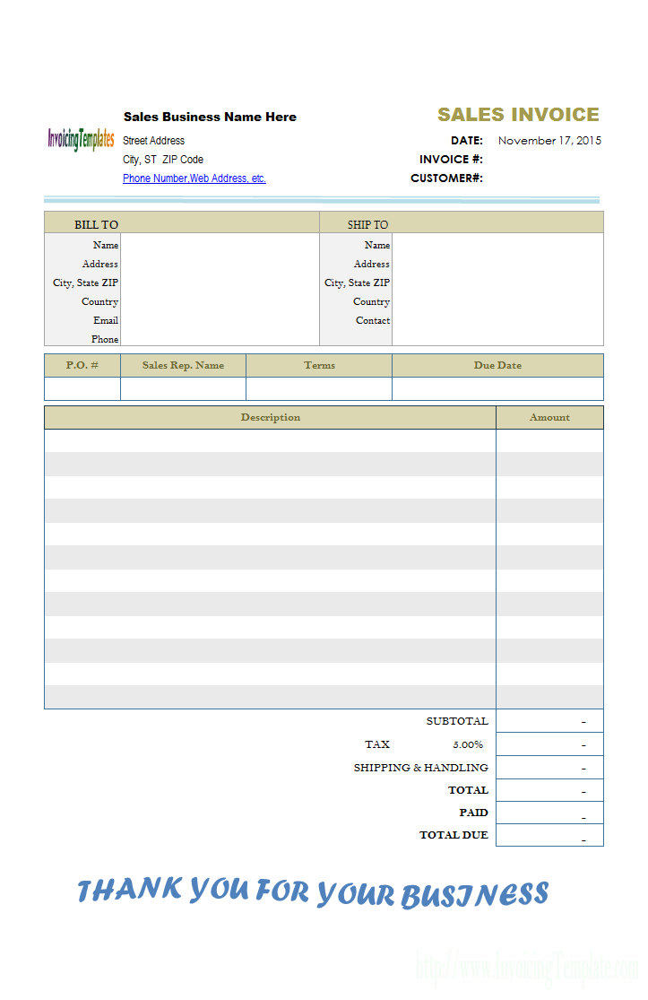 Sales Business Name Here
SALES INVOICE
InvoicingTemplates
Street Address
DATE: November 17, 2015
City, ST  ZIP Code
INVOICE #:
Phone Number,Web Address, etc.
CUSTOMER#:
BILL TO SHIP TO
Name Name
Address Address
City, State ZIP City, State ZIP
Country Country
Email Contact
Phone
P.O. # Sales Rep. Name Terms Due Date
Description Amount
SUBTOTAL -
TAX 5.00% -
SHIPPING & HANDLING -
TOTAL -
PAID -
TOTAL DUE -
THANK YOU FOR YOUR BUSINESS
http://www.InvoicingTemplate.com